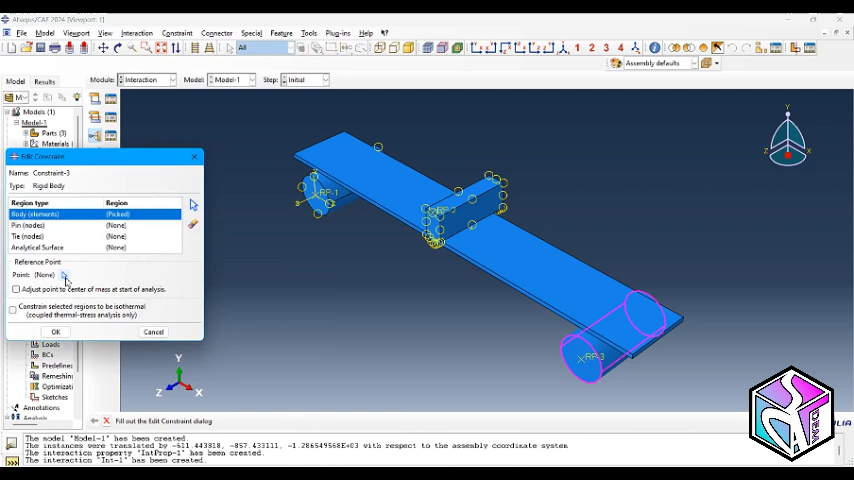 Abaqus/CAE 2024 [Viewport: 1]
File Model Viewport View Interaction Constraint Connector Special Feature Tools Plug-ins Help
All
Assembly defaults
Model Results Module: Interaction Model: Model-1 Step: Initial
Models (1)
Model-1
Parts (3)
Materials
Edit Constraint
Name: Constraint-3
Type: Rigid Body
Region type Region
Body (elements) (Picked)
Pin (nodes) (None)
Tie (nodes) (None)
Analytical Surface (None)
Reference Point
Point: (None)
Adjust point to center of mass at start of analysis.
Constrain selected regions to be isothermal
(coupled thermal-stress analysis only)
OK Cancel
Loads
BCs
Predefine
Remeshing
Optimizati
Sketches
Annotations
Analysis
RP-1
RP-2
RP-3
Y
Z X
Y
Z X
Fill out the Edit Constraint dialog
The model "Model-1" has been created.
The instances were translated by -611.443818, -857.433111, -1.286549568E+03 with respect to the assembly coordinate system
The interaction property "IntProp-1" has been created.
The interaction "Int-1" has been created.